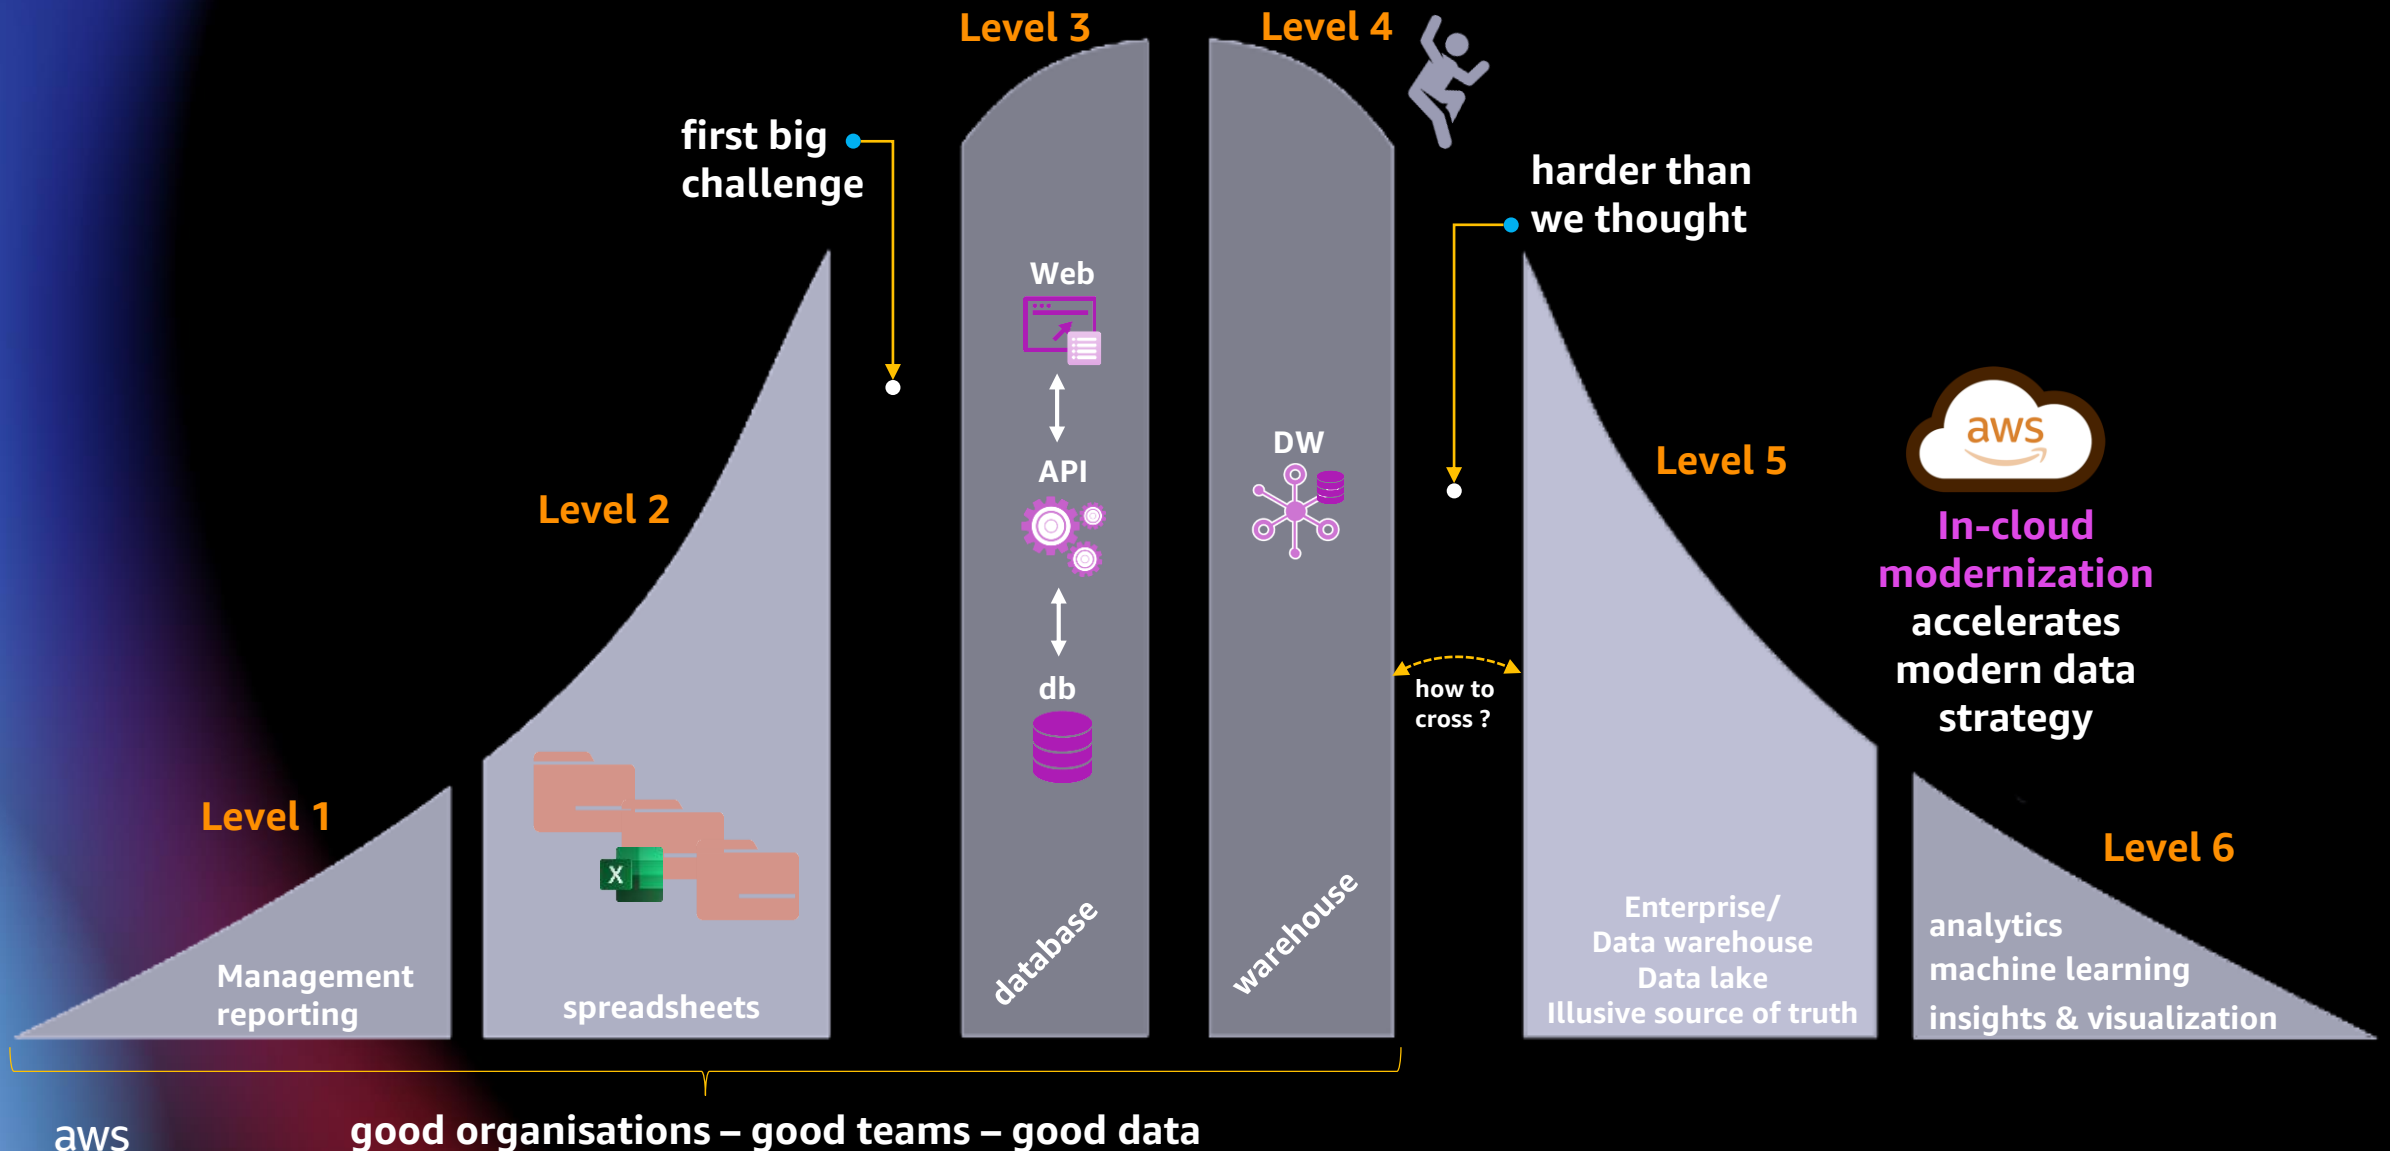 Level 3
Level 4
first big
challenge
harder than
we thought
Web
API
db
DW
Level 2
Level 5
aws
In-cloud
modernization
accelerates
modern data
strategy
how to
cross ?
Level 1
Level 6
X
Management
reporting
spreadsheets
database
warehouse
Enterprise/
Data warehouse
Data lake
Illusive source of truth
analytics
machine learning
insights & visualization
aws
good organisations – good teams – good data